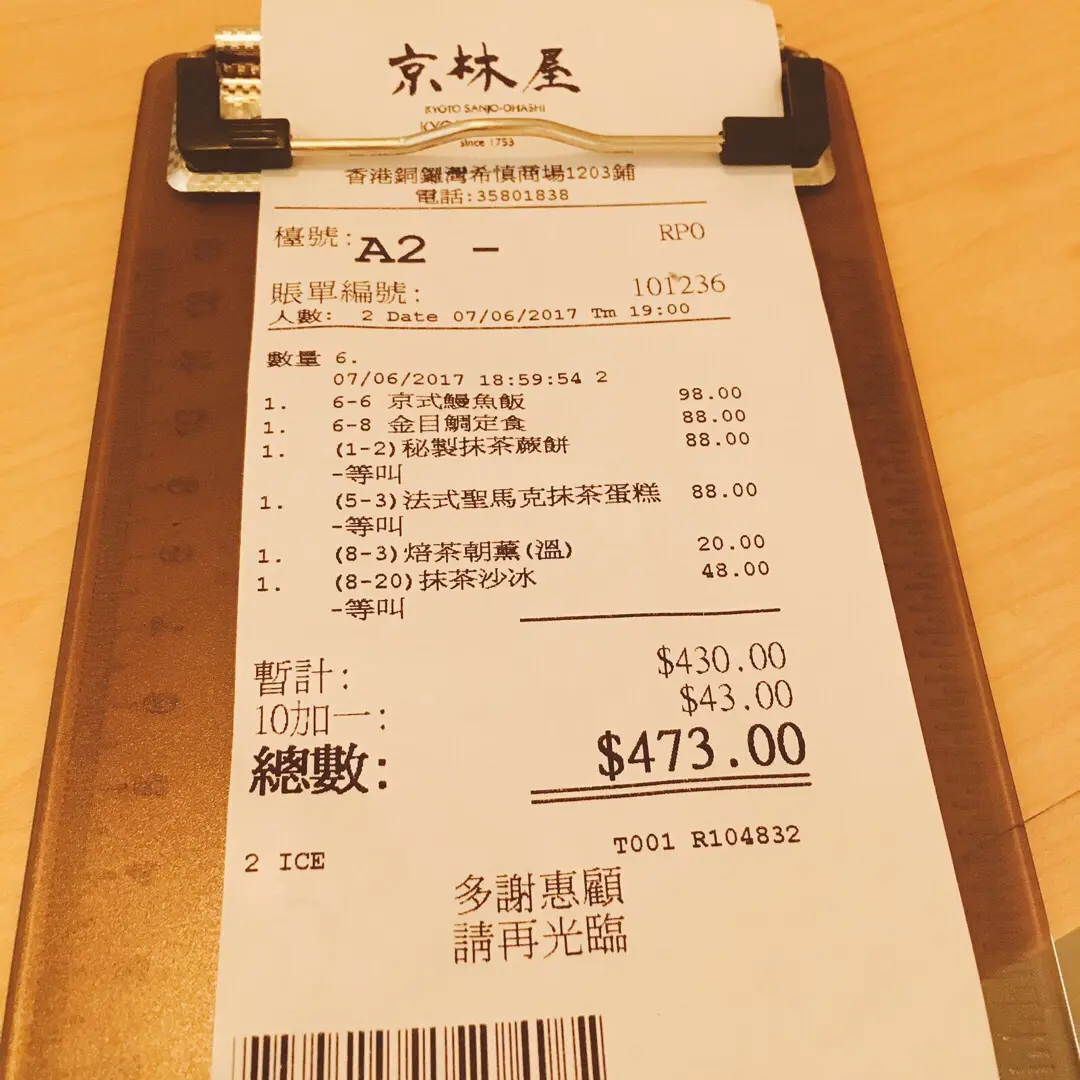 京林屋
KYOTO SANJO-OHASHI
since 1753
香港銅鑼灣希慎商場1203鋪
電話:35801838
檯號: A2 - RP0
賬單編號: 101236
人數: 2 Date 07/06/2017 Tm 19:00
數量 6.
07/06/2017 18:59:54 2
1. 6-6 京式鰻魚飯 98.00
1. 6-8 金目鯛定食 88.00
1. (1-2)秘製抹茶蕨餅 88.00
-等叫
1. (5-3)法式聖馬克抹茶蛋糕 88.00
-等叫
1. (8-3)焙茶朝薰(溫) 20.00
1. (8-20)抹茶沙冰 48.00
-等叫
暫計: $430.00
10加一: $43.00
總數: $473.00
2 ICE T001 R104832
多謝惠顧
請再光臨